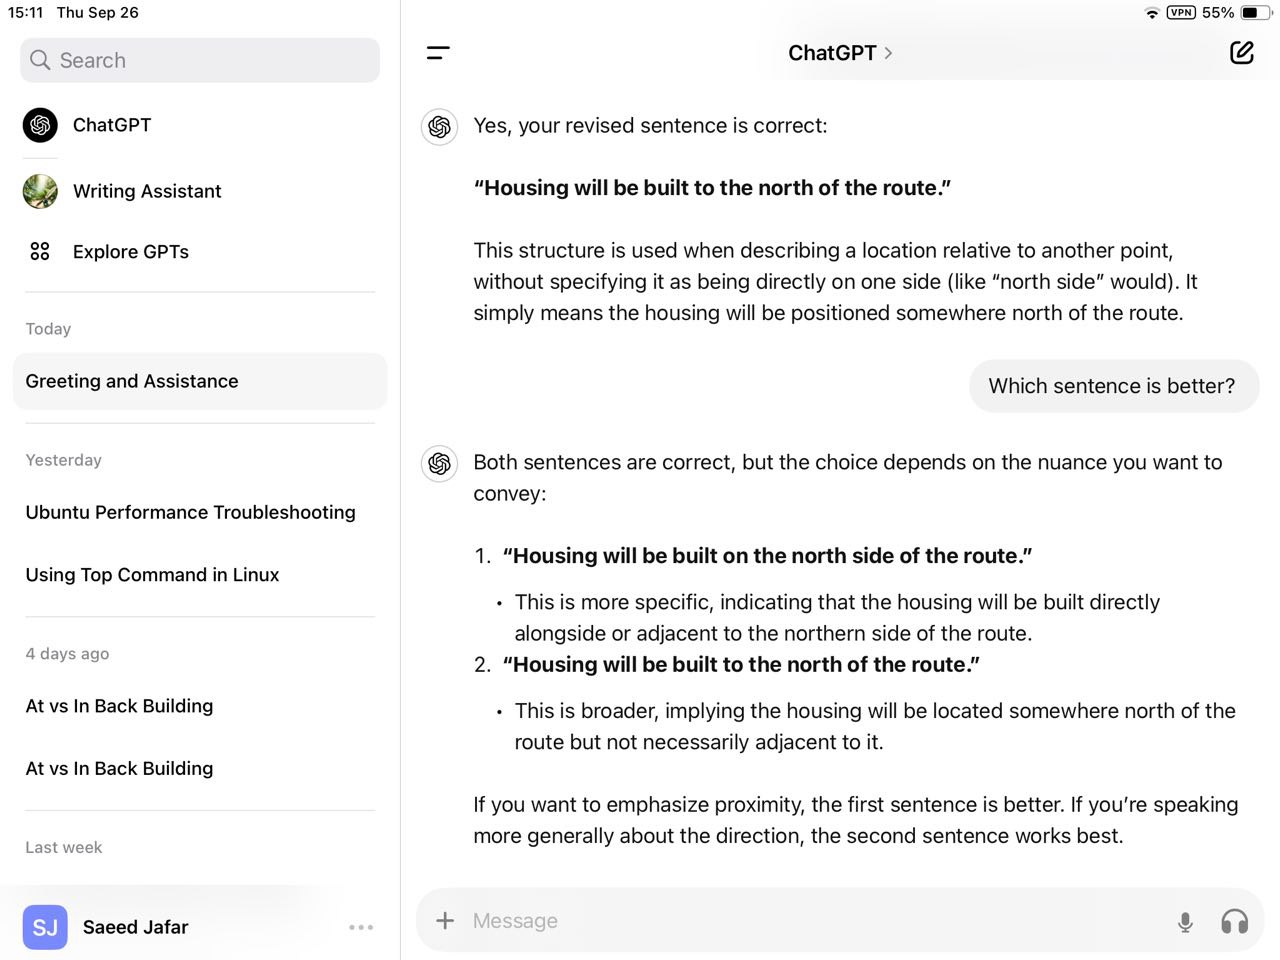 15:11 Thu Sep 26
VPN 55%
Search
ChatGPT
Writing Assistant
Explore GPTs
Today
Greeting and Assistance
Yesterday
Ubuntu Performance Troubleshooting
Using Top Command in Linux
4 days ago
At vs In Back Building
At vs In Back Building
Last week
SJ Saeed Jafar
ChatGPT
Yes, your revised sentence is correct:
“Housing will be built to the north of the route.”
This structure is used when describing a location relative to another point,
without specifying it as being directly on one side (like “north side” would). It
simply means the housing will be positioned somewhere north of the route.
Which sentence is better?
Both sentences are correct, but the choice depends on the nuance you want to
convey:
1. “Housing will be built on the north side of the route.”
• This is more specific, indicating that the housing will be built directly
alongside or adjacent to the northern side of the route.
2. “Housing will be built to the north of the route.”
• This is broader, implying the housing will be located somewhere north of the
route but not necessarily adjacent to it.
If you want to emphasize proximity, the first sentence is better. If you’re speaking
more generally about the direction, the second sentence works best.
Message